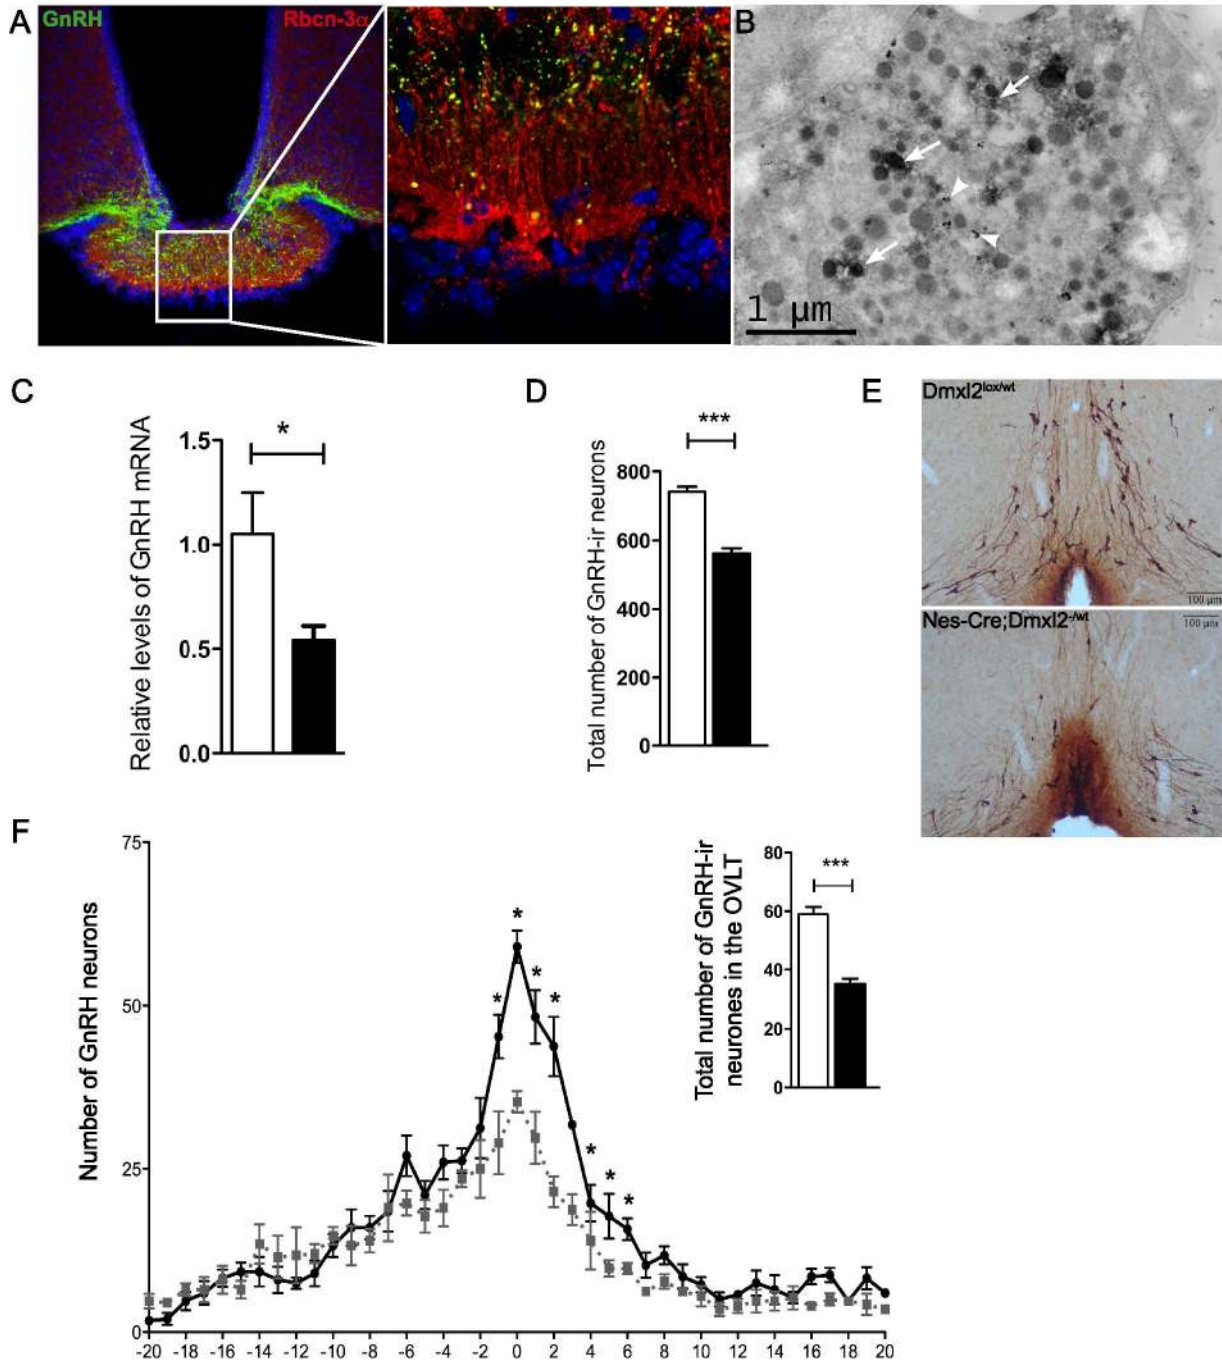 A
GnRH
Rbcn-3α
B
1 μm
C
Relative levels of GnRH mRNA
1.5
1.0
0.5
0.0
*
D
Total number of GnRH-ir neurons
800
600
400
200
0
***
E
Dmxl2lox/wt
100 μm
Nes-Cre;Dmxl2-/wt
100 μm
F
Number of GnRH neurons
75
50
25
0
* * * * * * *
-20 -18 -16 -14 -12 -10 -8 -6 -4 -2 0 2 4 6 8 10 12 14 16 18 20
Total number of GnRH-ir
neurones in the OVLT
80
60
40
20
0
***